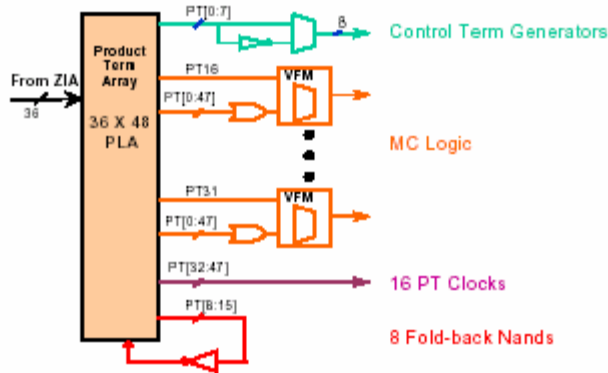 PT[0:7]
8
Control Term Generators
Product
Term
Array
From ZIA
36
36 X 48
PLA
PT16
VFM
PT[0:47]
MC Logic
PT31
VFM
PT[0:47]
PT[32:47]
16 PT Clocks
PT[8:15]
8 Fold-back Nands